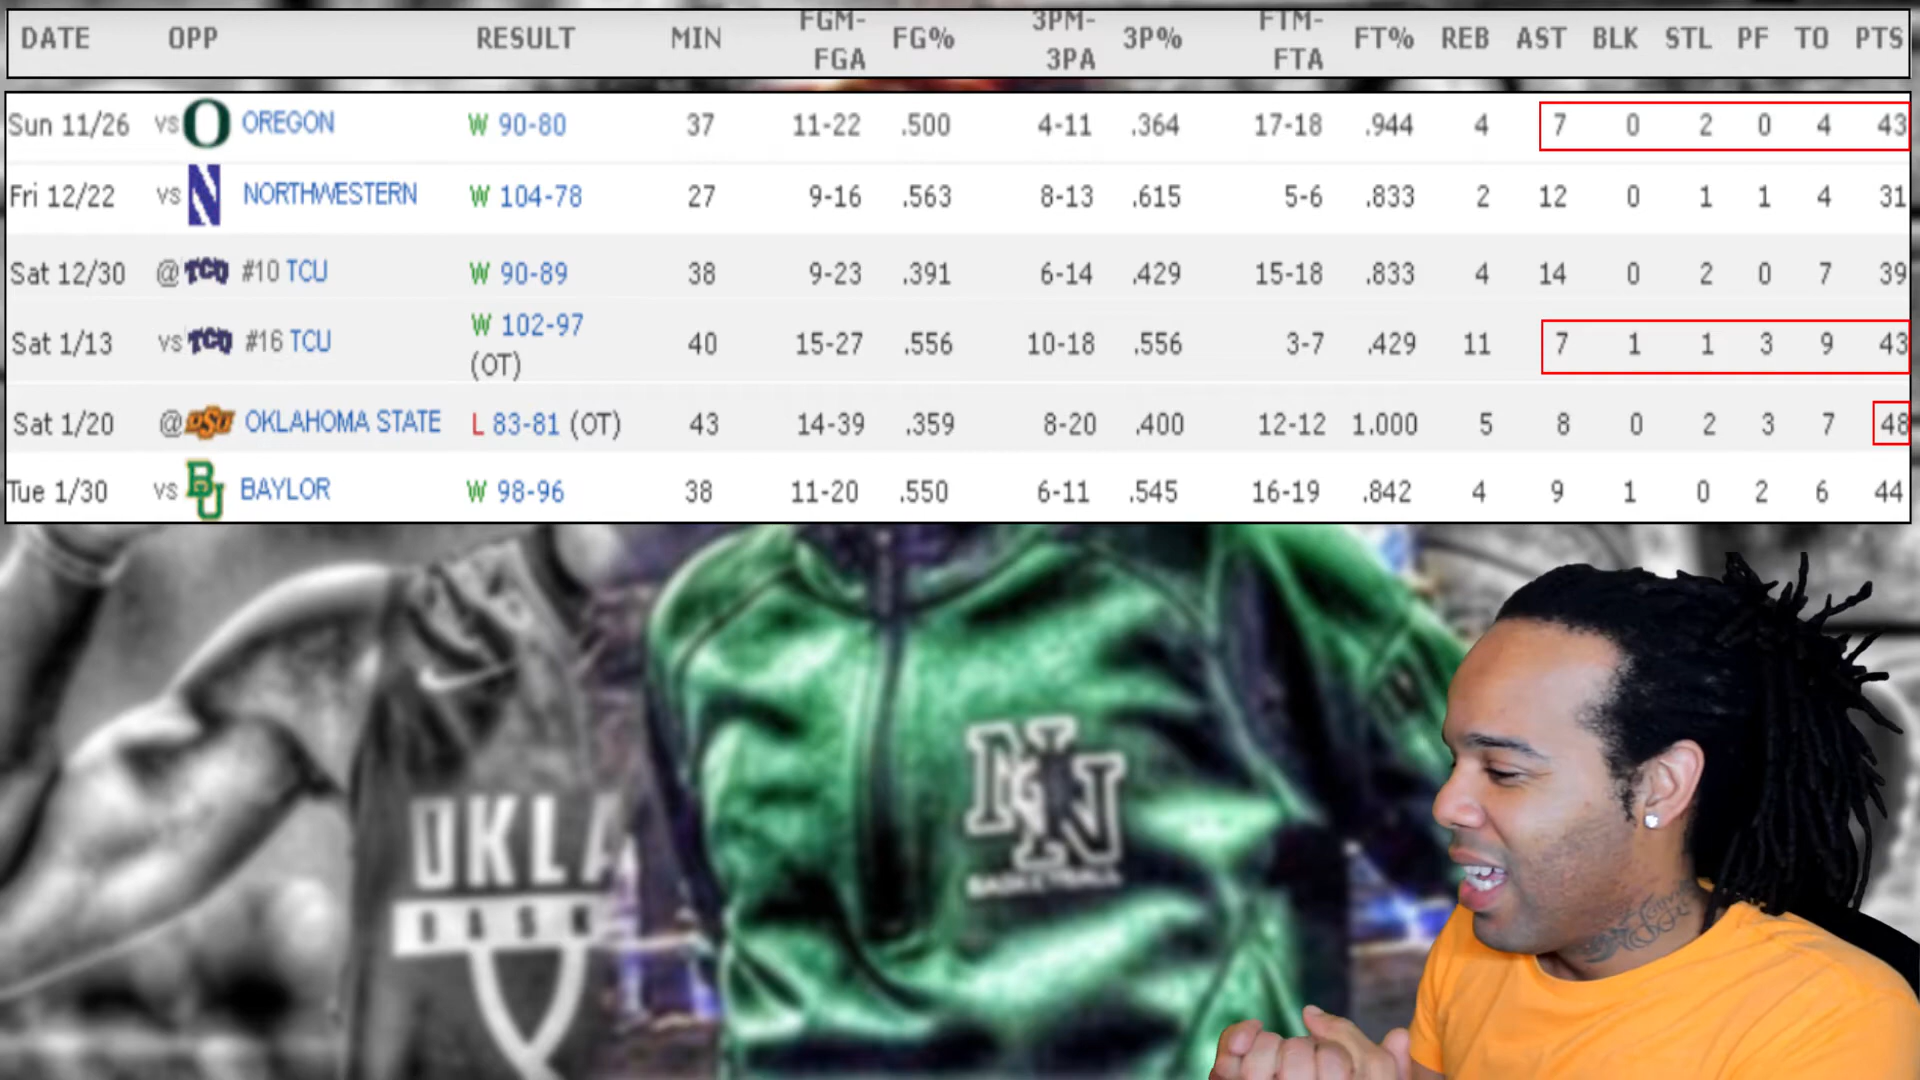 DATE OPP RESULT MIN FGM-FGA FG% 3PM-3PA 3P% FTM-FTA FT% REB AST BLK STL PF TO PTS
Sun 11/26 vs O OREGON W 90-80 37 11-22 .500 4-11 .364 17-18 .944 4 7 0 2 0 4 43
Fri 12/22 vs N NORTHWESTERN W 104-78 27 9-16 .563 8-13 .615 5-6 .833 2 12 0 1 1 4 31
Sat 12/30 @ TCU #10 TCU W 90-89 38 9-23 .391 6-14 .429 15-18 .833 4 14 0 2 0 7 39
Sat 1/13 vs TCU #16 TCU W 102-97 (OT) 40 15-27 .556 10-18 .556 3-7 .429 11 7 1 1 3 9 43
Sat 1/20 @ OSU OKLAHOMA STATE L 83-81 (OT) 43 14-39 .359 8-20 .400 12-12 1.000 5 8 0 2 3 7 48
Tue 1/30 vs BU BAYLOR W 98-96 38 11-20 .550 6-11 .545 16-19 .842 4 9 1 0 2 6 44
OKLA
BASK
NN
BASKETBALL